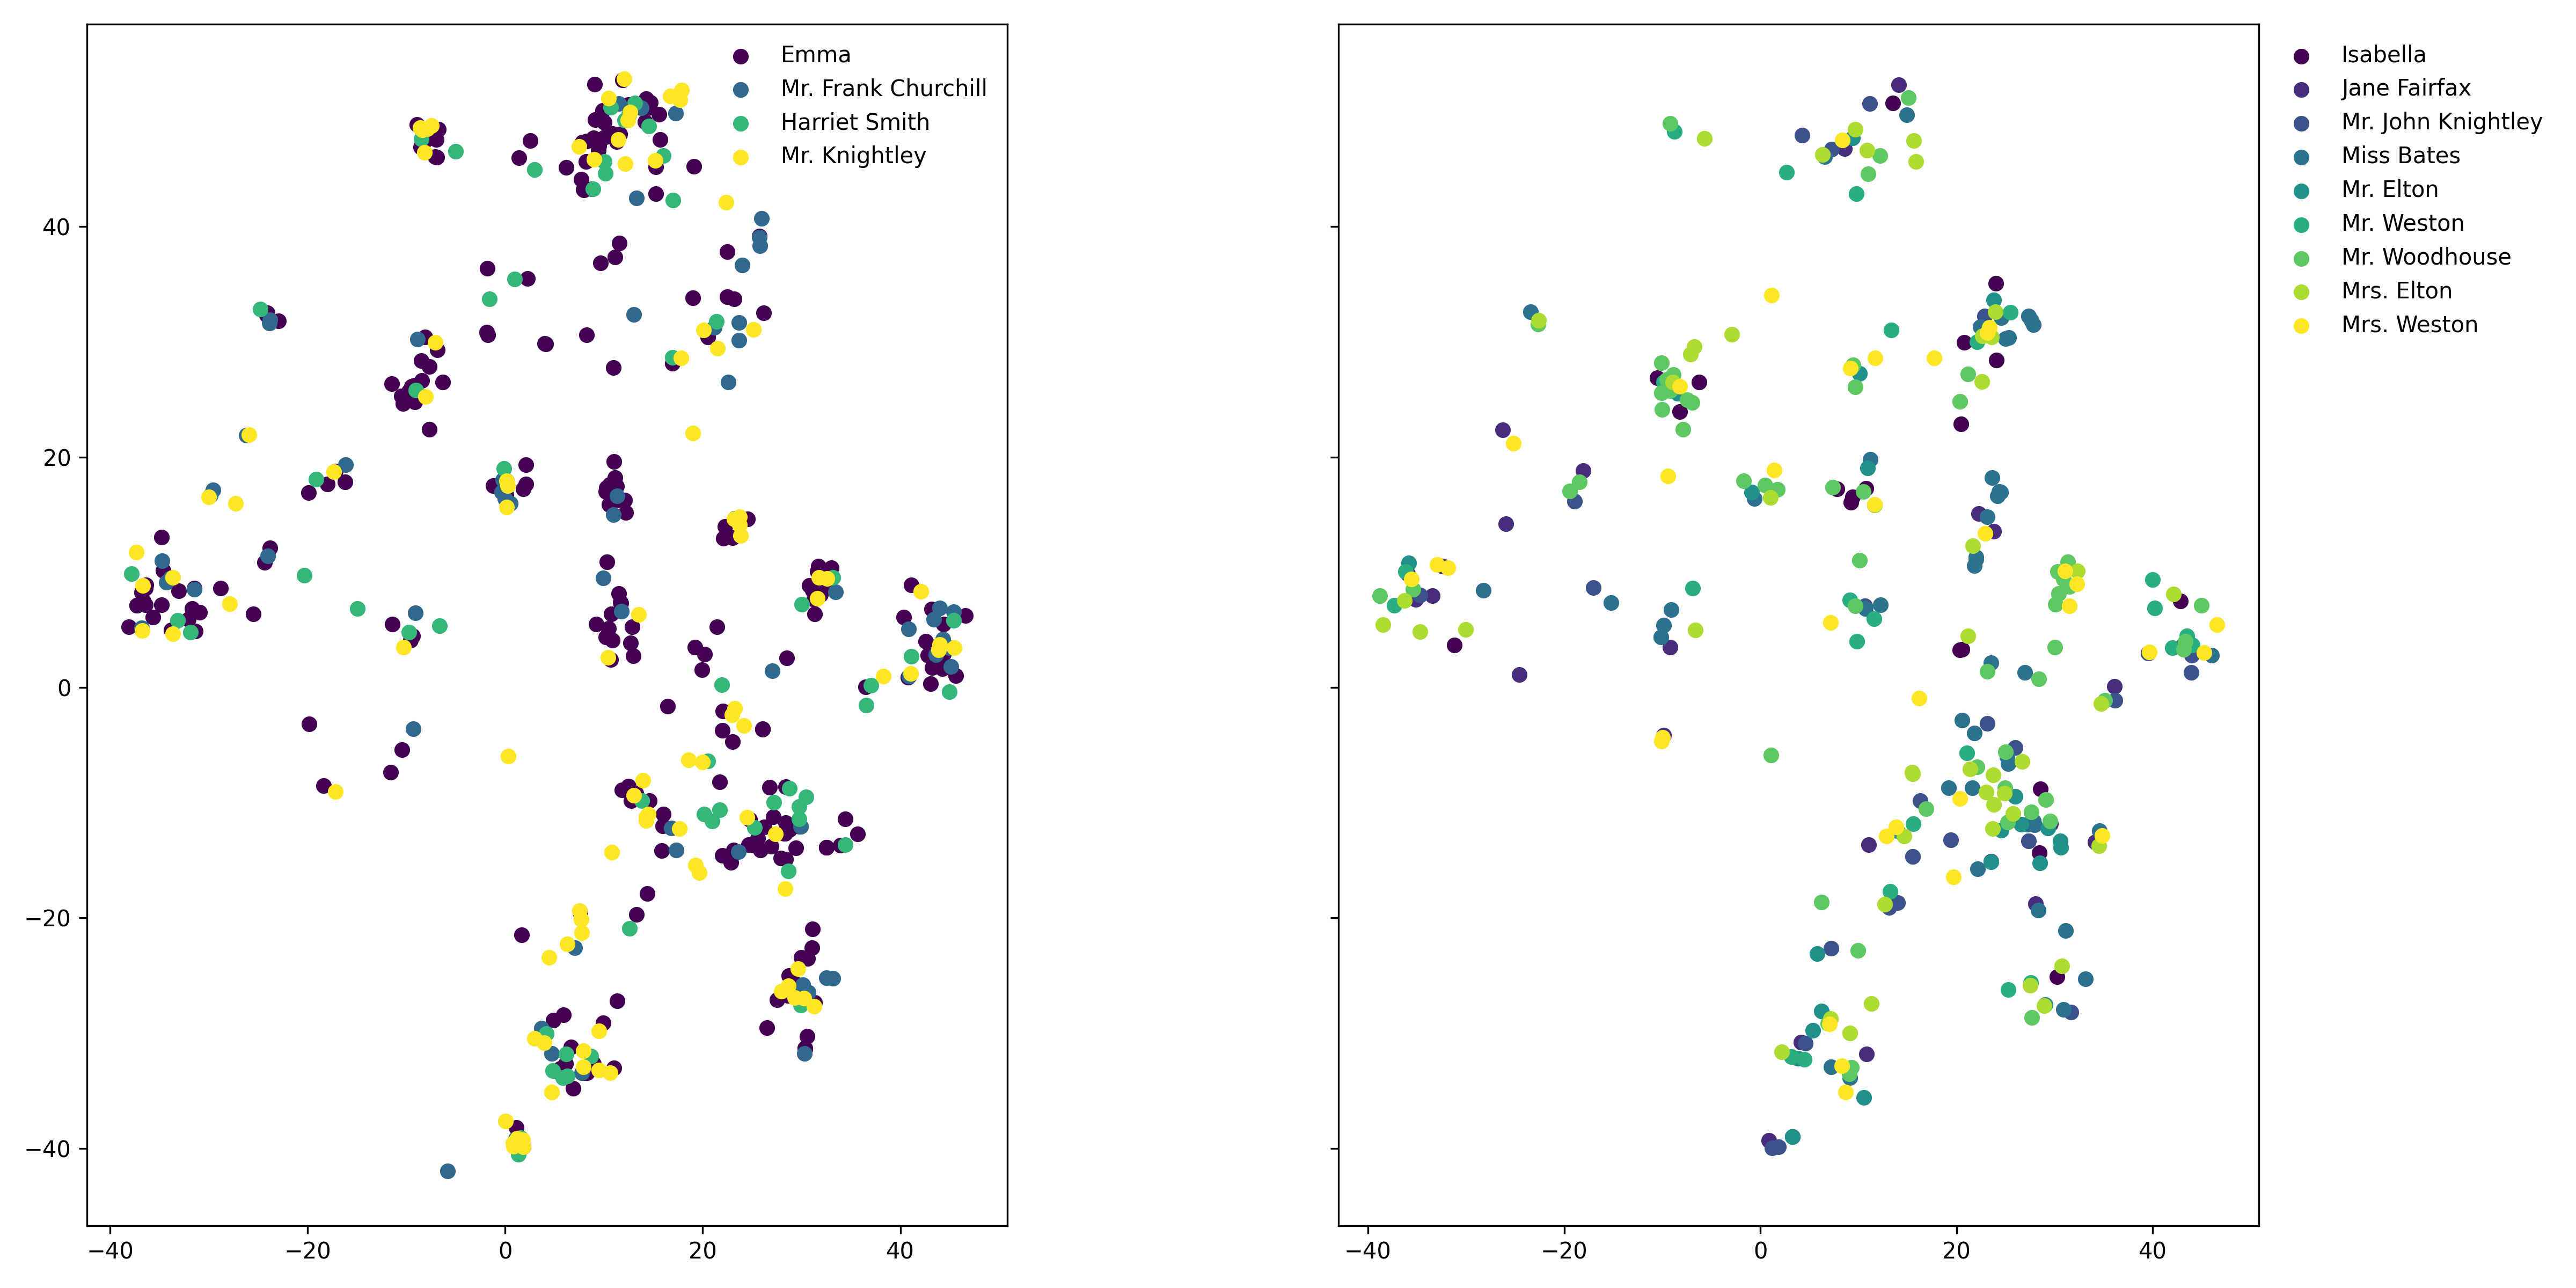 Emma
Mr. Frank Churchill
Harriet Smith
Mr. Knightley
40
20
0
−20
−40
−40 −20 0 20 40
Isabella
Jane Fairfax
Mr. John Knightley
Miss Bates
Mr. Elton
Mr. Weston
Mr. Woodhouse
Mrs. Elton
Mrs. Weston
−40 −20 0 20 40